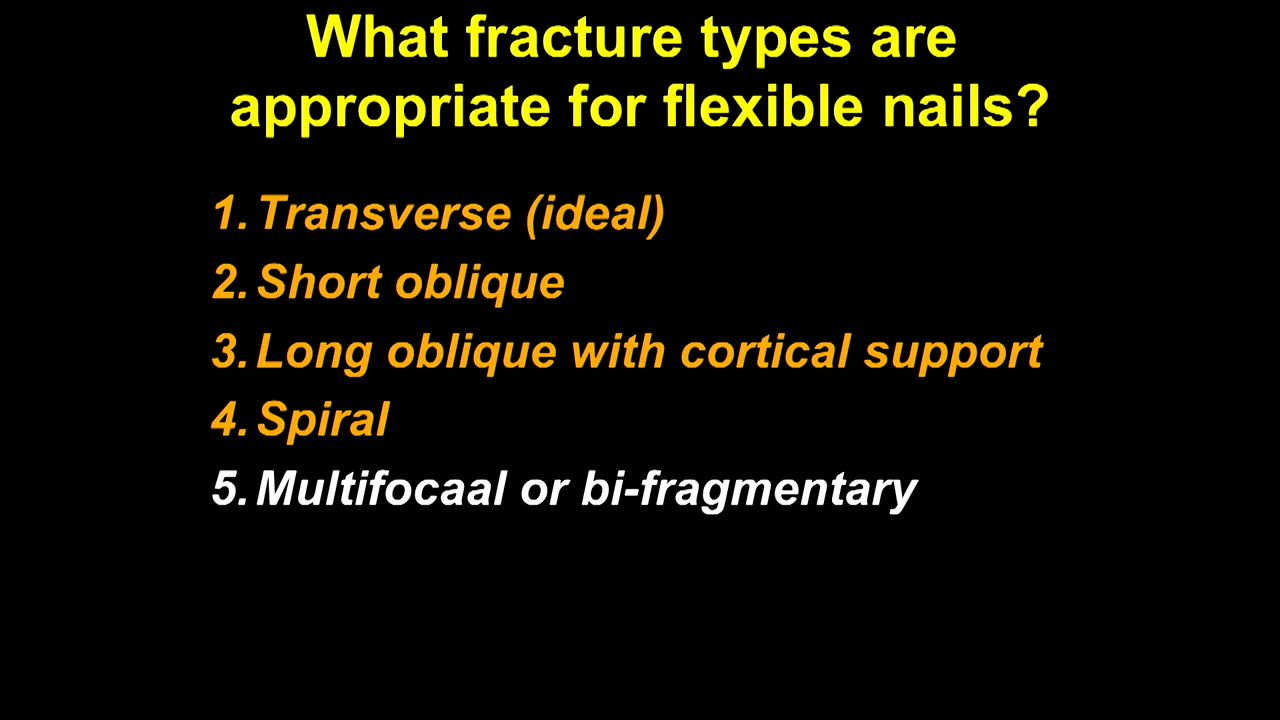 What fracture types are
appropriate for flexible nails?
1. Transverse (ideal)
2. Short oblique
3. Long oblique with cortical support
4. Spiral
5. Multifocaal or bi-fragmentary